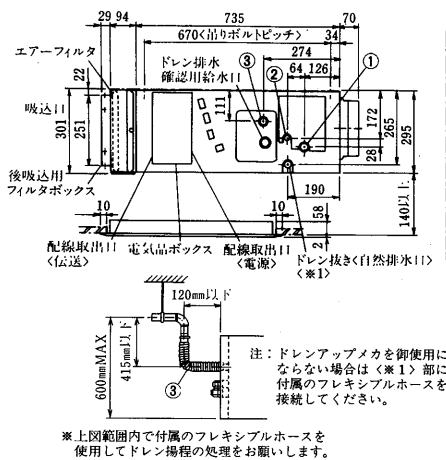 29 94 735 70
670〈吊りボルトピッチ〉 34
エアーフィルタ
ドレン排水
確認用給水口
274
③ ② 64 126 ①
22
吸込口
301 251
111
172
28
265
295
後吸込用
フィルタボックス
190
140以上
10 10
58
2
配線取出口
〈伝送〉
電気品ボックス
配線取出口
〈電源〉
ドレン抜き〈自然排水口〉
〈※1〉
120mm以下
600mmMAX
415mm以下
③
注：ドレンアップメカを御使用に
ならない場合は〈※1〉部に
付属のフレキシブルホースを
接続してください。
※上図範囲内で付属のフレキシブルホースを
使用してドレン揚程の処理をお願いします。